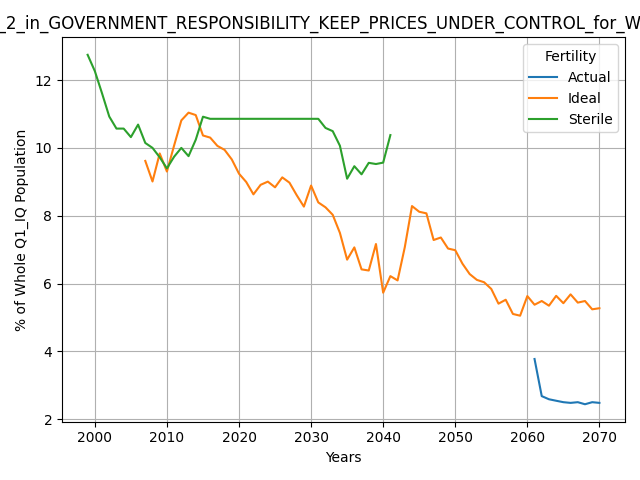 _2_in_GOVERNMENT_RESPONSIBILITY_KEEP_PRICES_UNDER_CONTROL_for_W
Fertility
Actual
Ideal
Sterile
% of Whole Q1_IQ Population
12
10
8
6
4
2
2000 2010 2020 2030 2040 2050 2060 2070
Years